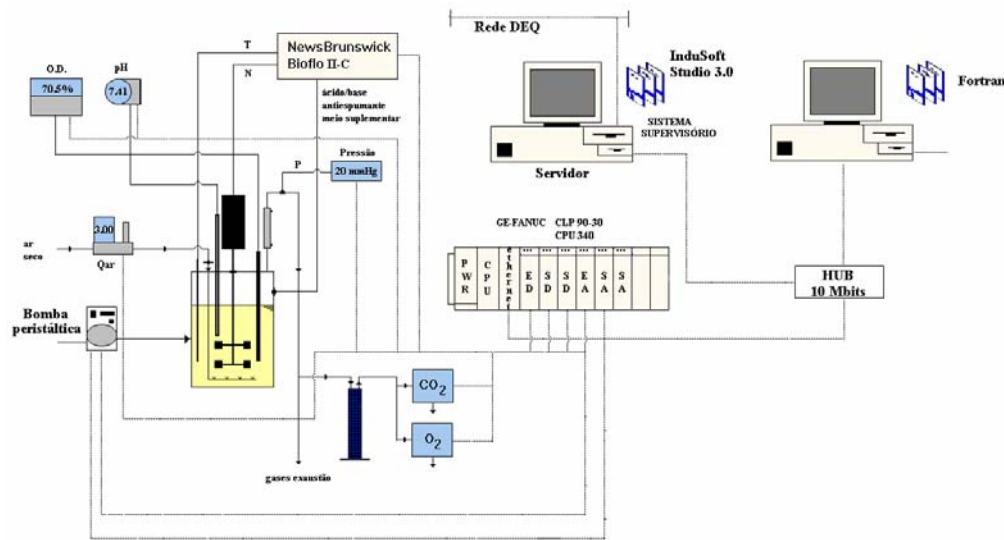 Rede DEQ
T
NewsBrunswick
Bioflo II-C
N
O.D.
pH
70.5%
7.41
InduSoft
Studio 3.0
Fortran
ácido/base
antiespumante
meio suplementar
SISTEMA
SUPERVISÓRIO
Pressão
P
20 mmHg
Servidor
3.00
ar
seco
Qar
GE-FANUC CLP 90-30
CPU 340
PWR
CPU
ethernet
ED
SD
SD
EA
SA
SA
HUB
10 Mbits
Bomba
peristáltica
CO2
O2
gases exaustão